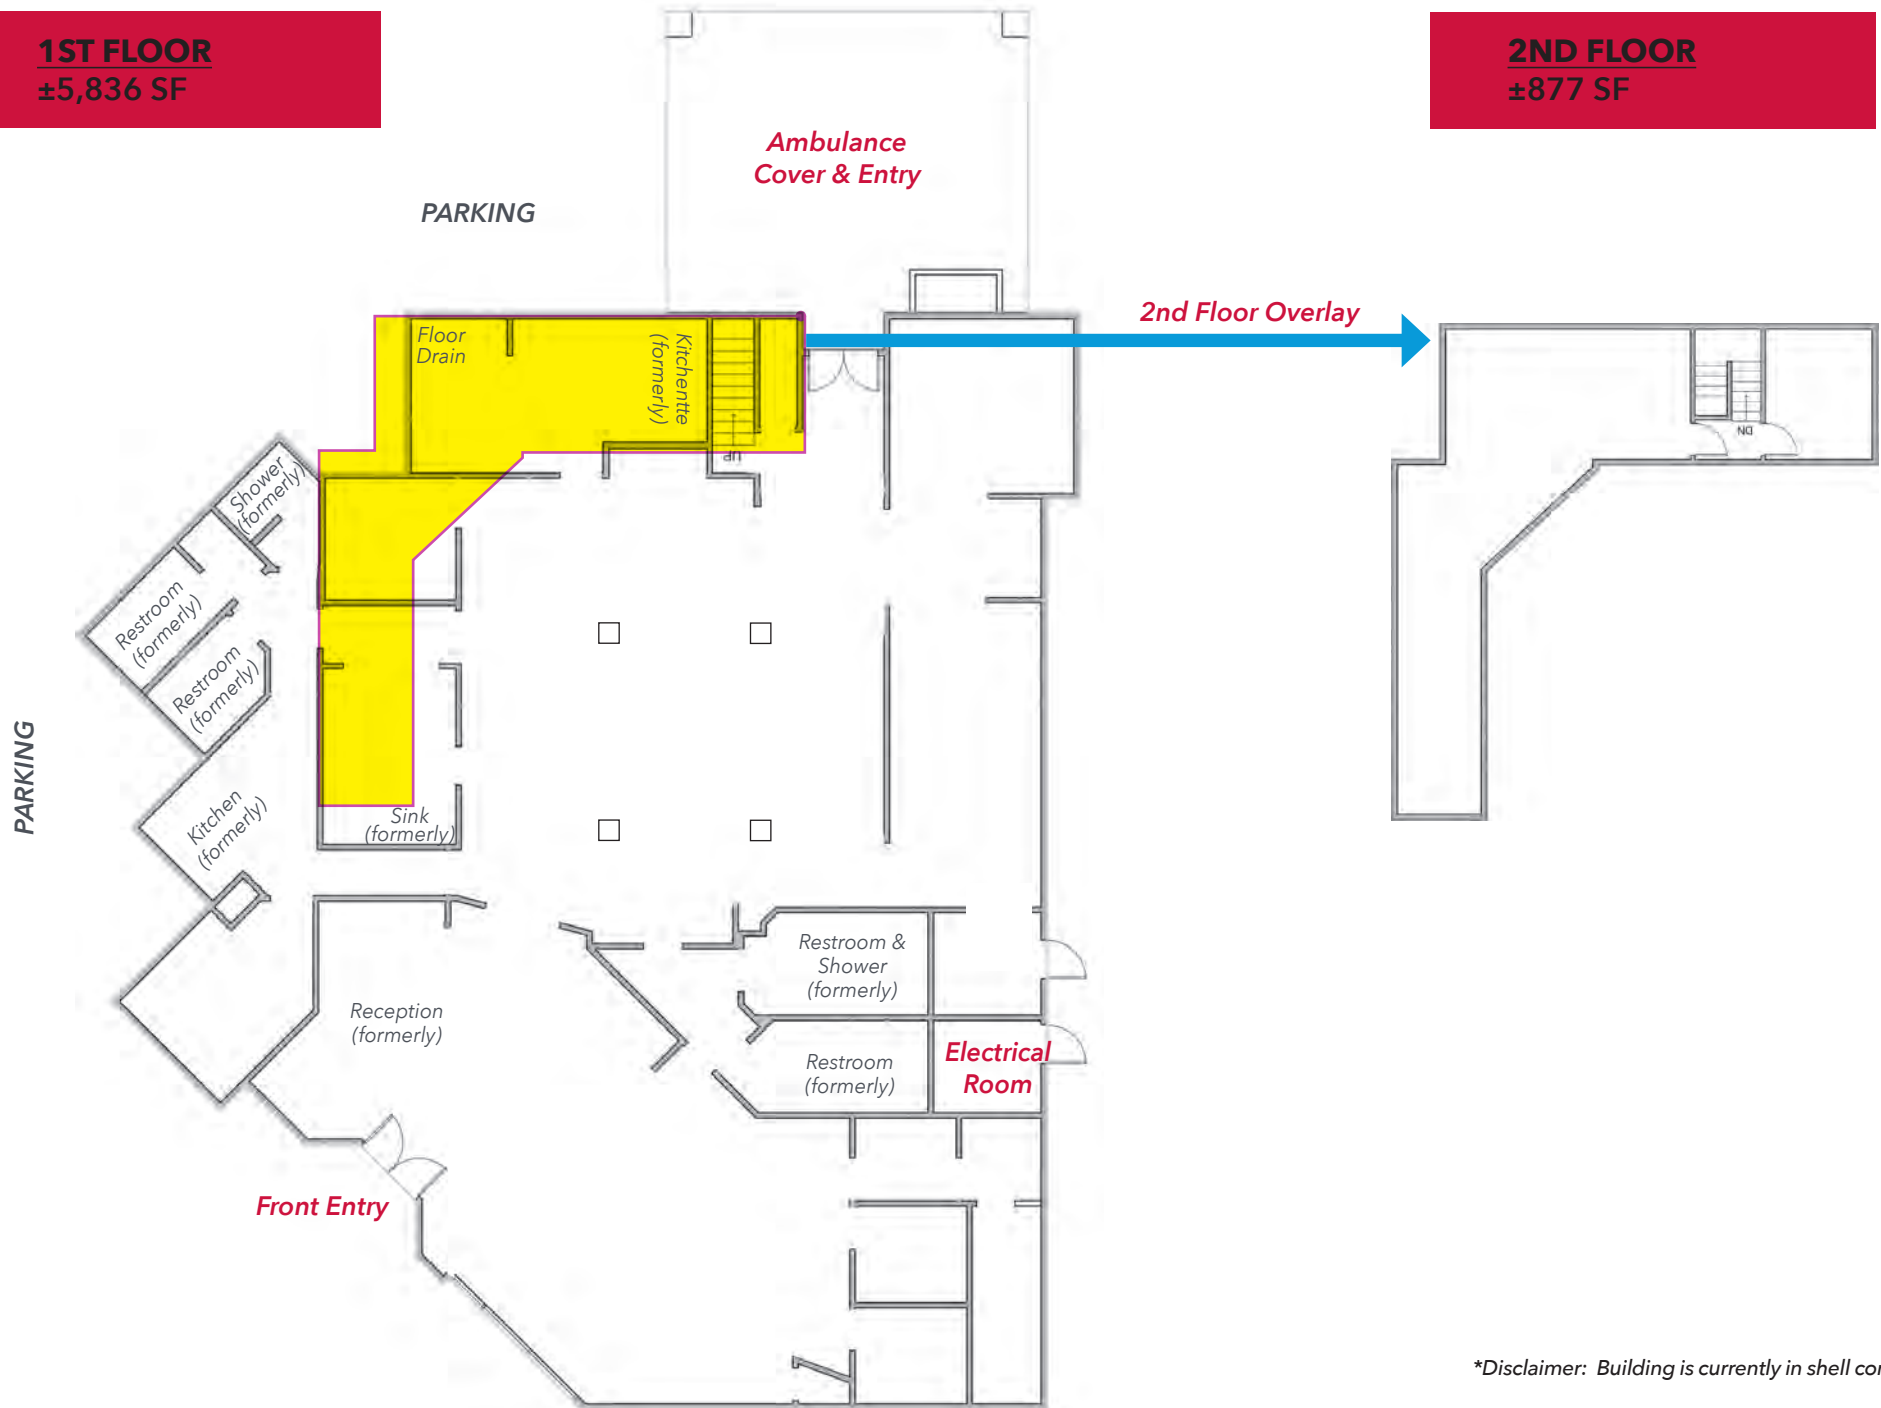 1ST FLOOR
±5,836 SF
2ND FLOOR
±877 SF
Ambulance
Cover & Entry
PARKING
2nd Floor Overlay
Floor
Drain
Kitchentte
(formerly)
UP
DN
Shower
(formerly)
Restroom
(formerly)
Restroom
(formerly)
PARKING
Kitchen
(formerly)
Sink
(formerly)
Restroom &
Shower
(formerly)
Reception
(formerly)
Restroom
(formerly)
Electrical
Room
Front Entry
*Disclaimer: Building is currently in shell